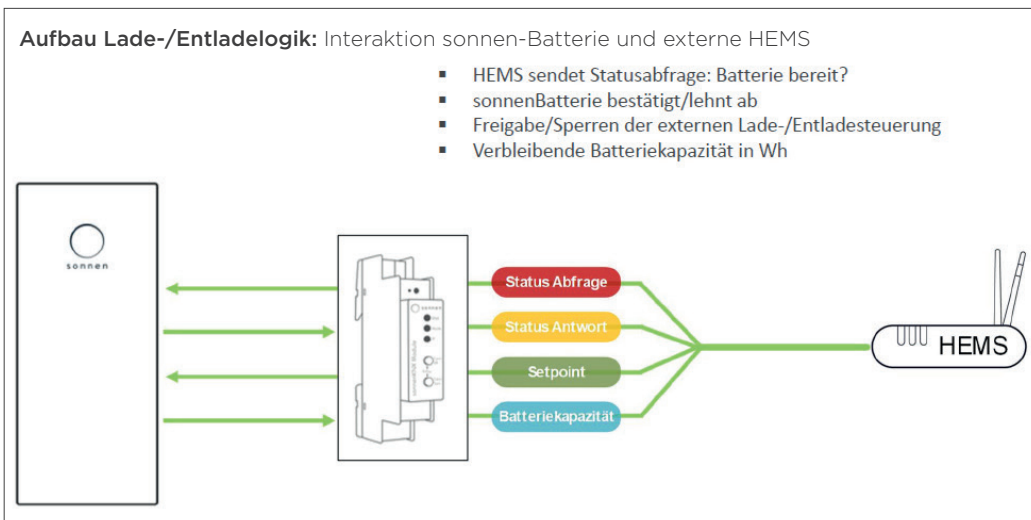 Aufbau Lade-/Entladelogik: Interaktion sonnen-Batterie und externe HEMS
▪ HEMS sendet Statusabfrage: Batterie bereit?
▪ sonnenBatterie bestätigt/lehnt ab
▪ Freigabe/Sperren der externen Lade-/Entladesteuerung
▪ Verbleibende Batteriekapazität in Wh
sonnen
sonnen
Status Abfrage
Status Antwort
Setpoint
Batteriekapazität
HEMS